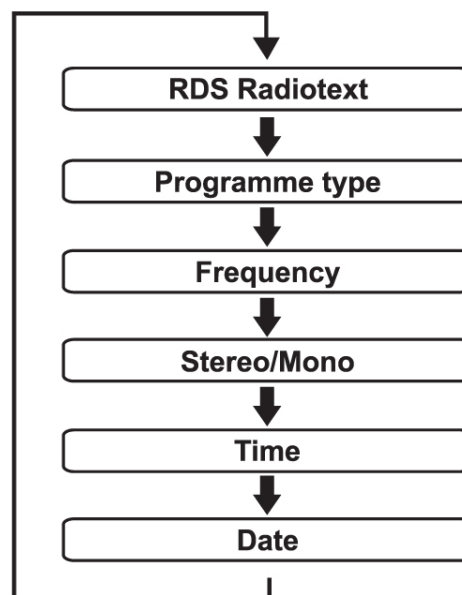 RDS Radiotext
Programme type
Frequency
Stereo/Mono
Time
Date